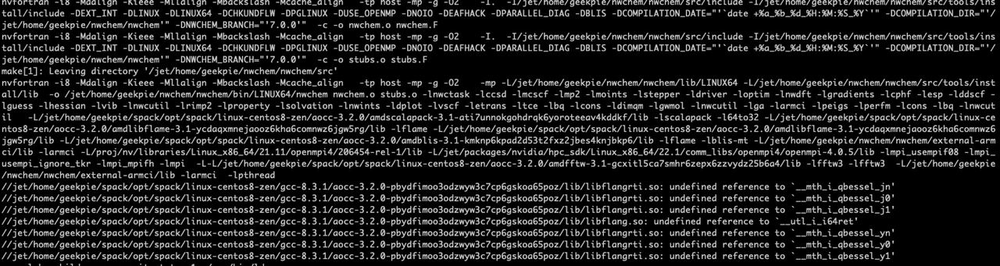 nvfortran -i8 -Mdalign -Kieee -Mllalign -Mbackslash -Mcache_align   -tp host -mp -g -O2    -I.  -I/jet/home/geekpie/nwchem/nwchem/src/include -I/jet/home/geekpie/nwchem/nwchem/src/tools/ins
tall/include -DEXT_INT -DLINUX -DLINUX64 -DCHKUNDFLW -DPGLINUX -DUSE_OPENMP -DNOIO -DEAFHACK -DPARALLEL_DIAG -DBLIS -DCOMPILATION_DATE="'`date +%a_%b_%d_%H:%M:%S_%Y`'" -DCOMPILATION_DIR="'/
jet/home/geekpie/nwchem/nwchem'" -DNWCHEM_BRANCH="'7.0.0'"  -c -o nwchem.o nwchem.F
nvfortran -i8 -Mdalign -Kieee -Mllalign -Mbackslash -Mcache_align   -tp host -mp -g -O2    -I.  -I/jet/home/geekpie/nwchem/nwchem/src/include -I/jet/home/geekpie/nwchem/nwchem/src/tools/ins
tall/include -DEXT_INT -DLINUX -DLINUX64 -DCHKUNDFLW -DPGLINUX -DUSE_OPENMP -DNOIO -DEAFHACK -DPARALLEL_DIAG -DBLIS -DCOMPILATION_DATE="'`date +%a_%b_%d_%H:%M:%S_%Y`'" -DCOMPILATION_DIR="'/
jet/home/geekpie/nwchem/nwchem'" -DNWCHEM_BRANCH="'7.0.0'"  -c -o stubs.o stubs.F
make[1]: Leaving directory '/jet/home/geekpie/nwchem/nwchem/src'
nvfortran -i8 -Mdalign -Kieee -Mllalign -Mbackslash -Mcache_align   -tp host -mp -g -O2    -mp -L/jet/home/geekpie/nwchem/nwchem/lib/LINUX64 -L/jet/home/geekpie/nwchem/nwchem/src/tools/inst
all/lib  -o /jet/home/geekpie/nwchem/nwchem/bin/LINUX64/nwchem nwchem.o stubs.o -lnwctask -lccsd -lmcscf -lmp2 -lmoints -lstepper -ldriver -loptim -lnwdft -lgradients -lcphf -lesp -lddscf -
lguess -lhessian -lvib -lnwcutil -lrimp2 -lproperty -lsolvation -lnwints -ldplot -lvscf -letrans -ltce -lbq -lcons -ldimqm -lgwmol -lnwcutil -lga -larmci -lpeigs -lperfm -lcons -lbq -lnwcut
il   -L/jet/home/geekpie/spack/opt/spack/linux-centos8-zen/aocc-3.2.0/amdscalapack-3.1-ati7unnokgohdrqk6yoroteeav4kddkf/lib -lscalapack -l64to32 -L/jet/home/geekpie/spack/opt/spack/linux-ce
ntos8-zen/aocc-3.2.0/amdlibflame-3.1-ycdaqxmnejaooz6kha6comnwz6jgw5rg/lib -lflame -L/jet/home/geekpie/spack/opt/spack/linux-centos8-zen/aocc-3.2.0/amdlibflame-3.1-ycdaqxmnejaooz6kha6comnwz6
jgw5rg/lib -L/jet/home/geekpie/spack/opt/spack/linux-centos8-zen/aocc-3.2.0/amdblis-3.1-kmknp6kpad2d53t2fxz2jbes4knjbkp6/lib -lflame -lblis-mt -L/jet/home/geekpie/nwchem/nwchem/external-arm
ci/lib -larmci -L/proj/nv/libraries/Linux_x86_64/21.11/openmpi4/206454-rel-1/lib -L/jet/packages/nvidia/hpc_sdk/Linux_x86_64/22.1/comm_libs/openmpi/openmpi-4.0.5/lib -lmpi_usempif08 -lmpi_
usempi_ignore_tkr -lmpi_mpifh -lmpi   -L-L/jet/home/geekpie/spack/opt/spack/linux-centos8-zen/aocc-3.2.0/amdfftw-3.1-gcxitl5ca7smhr6zepx6zzvydz25b6a4/lib -lfftw3 -lfftw3  -L/jet/home/geekpie
/nwchem/nwchem/external-armci/lib -larmci  -lpthread
//jet/home/geekpie/spack/opt/spack/linux-centos8-zen/gcc-8.3.1/aocc-3.2.0-pbydfimoo3odzwyw3c7cp6gskoa65poz/lib/libflangrti.so: undefined reference to `__mth_i_qbessel_jn'
//jet/home/geekpie/spack/opt/spack/linux-centos8-zen/gcc-8.3.1/aocc-3.2.0-pbydfimoo3odzwyw3c7cp6gskoa65poz/lib/libflangrti.so: undefined reference to `__mth_i_qbessel_j0'
//jet/home/geekpie/spack/opt/spack/linux-centos8-zen/gcc-8.3.1/aocc-3.2.0-pbydfimoo3odzwyw3c7cp6gskoa65poz/lib/libflangrti.so: undefined reference to `__mth_i_qbessel_j1'
//jet/home/geekpie/spack/opt/spack/linux-centos8-zen/gcc-8.3.1/aocc-3.2.0-pbydfimoo3odzwyw3c7cp6gskoa65poz/lib/libflang.so: undefined reference to `__utl_i_i64ret'
//jet/home/geekpie/spack/opt/spack/linux-centos8-zen/gcc-8.3.1/aocc-3.2.0-pbydfimoo3odzwyw3c7cp6gskoa65poz/lib/libflangrti.so: undefined reference to `__mth_i_qbessel_yn'
//jet/home/geekpie/spack/opt/spack/linux-centos8-zen/gcc-8.3.1/aocc-3.2.0-pbydfimoo3odzwyw3c7cp6gskoa65poz/lib/libflangrti.so: undefined reference to `__mth_i_qbessel_y0'
//jet/home/geekpie/spack/opt/spack/linux-centos8-zen/gcc-8.3.1/aocc-3.2.0-pbydfimoo3odzwyw3c7cp6gskoa65poz/lib/libflangrti.so: undefined reference to `__mth_i_qbessel_y1'